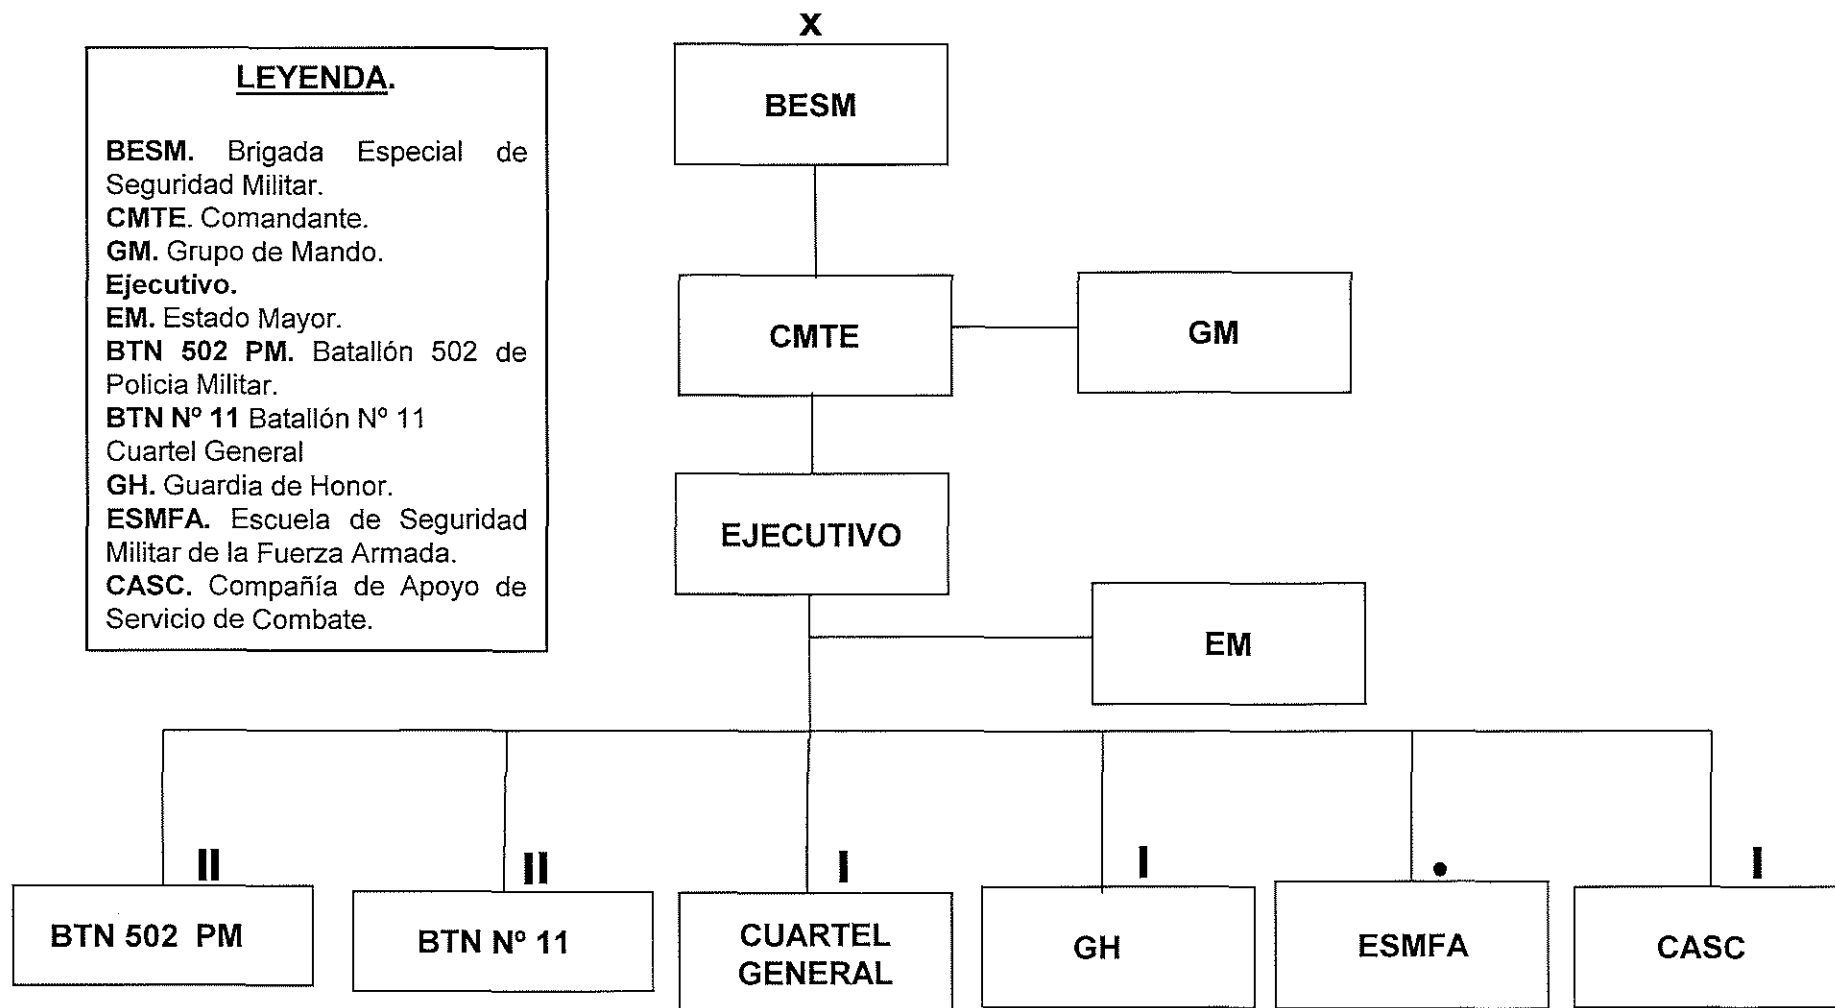 X
LEYENDA.
BESM. Brigada Especial de
Seguridad Militar.
CMTE. Comandante.
GM. Grupo de Mando.
Ejecutivo.
EM. Estado Mayor.
BTN 502 PM. Batallón 502 de
Policia Militar.
BTN Nº 11 Batallón Nº 11
Cuartel General
GH. Guardia de Honor.
ESMFA. Escuela de Seguridad
Militar de la Fuerza Armada.
CASC. Compañía de Apoyo de
Servicio de Combate.
BESM
CMTE
GM
EJECUTIVO
EM
II
II
I
I
•
I
BTN 502 PM
BTN Nº 11
CUARTEL
GENERAL
GH
ESMFA
CASC